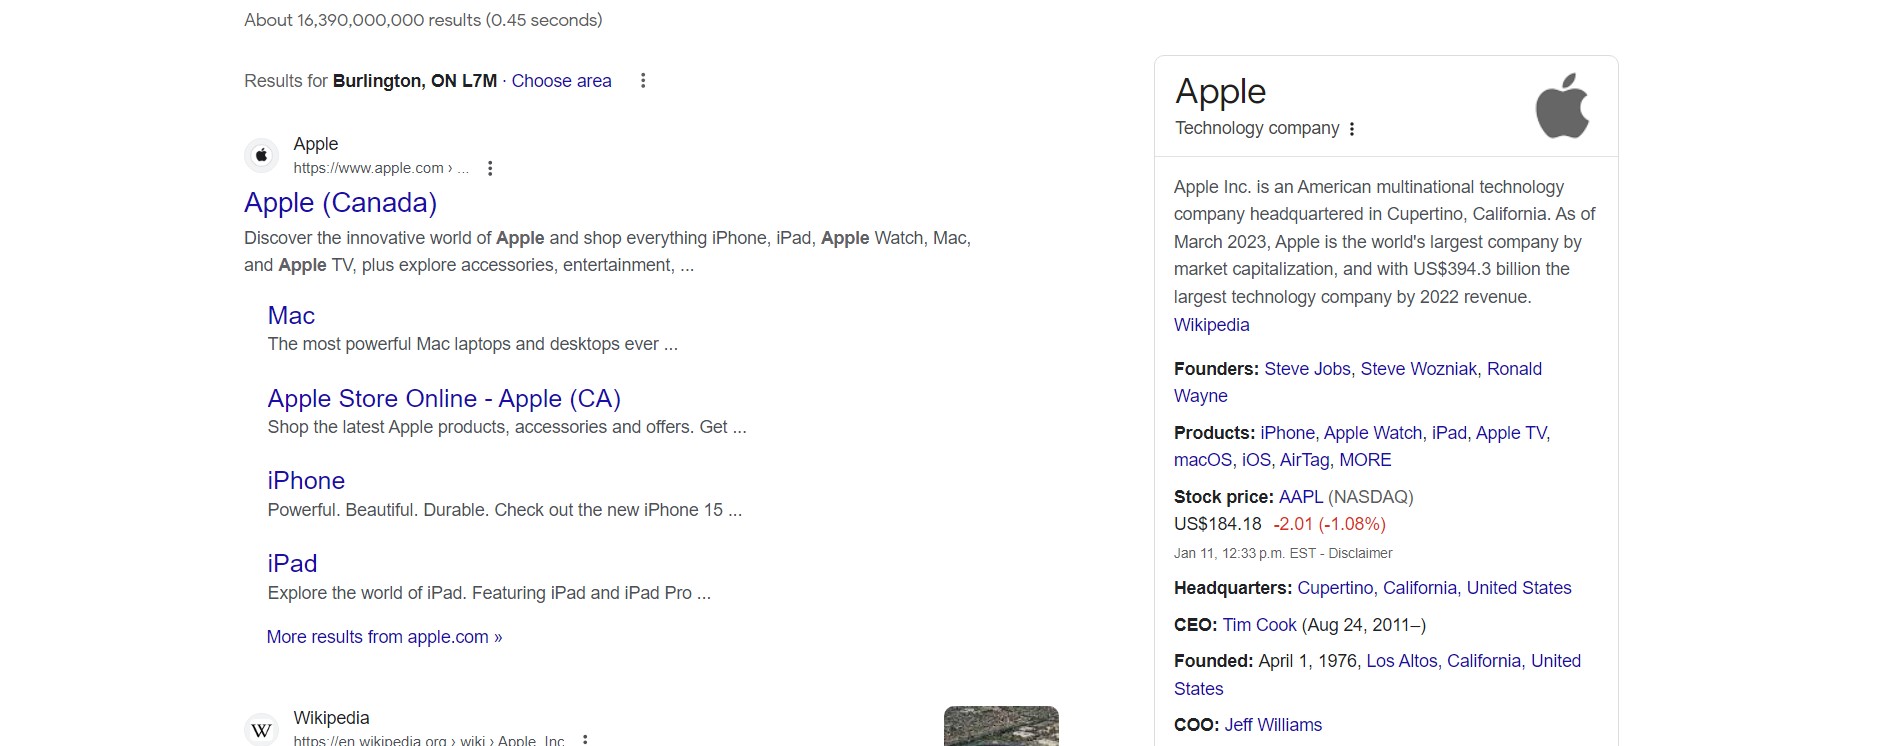 About 16,390,000,000 results (0.45 seconds)
Results for Burlington, ON L7M · Choose area
Apple
https://www.apple.com › ...
Apple (Canada)
Discover the innovative world of Apple and shop everything iPhone, iPad, Apple Watch, Mac,
and Apple TV, plus explore accessories, entertainment, ...
Mac
The most powerful Mac laptops and desktops ever ...
Apple Store Online - Apple (CA)
Shop the latest Apple products, accessories and offers. Get ...
iPhone
Powerful. Beautiful. Durable. Check out the new iPhone 15 ...
iPad
Explore the world of iPad. Featuring iPad and iPad Pro ...
More results from apple.com »
W
Wikipedia
https://en.wikipedia.org › wiki › Apple_Inc
Apple
Technology company
Apple Inc. is an American multinational technology
company headquartered in Cupertino, California. As of
March 2023, Apple is the world's largest company by
market capitalization, and with US$394.3 billion the
largest technology company by 2022 revenue.
Wikipedia
Founders: Steve Jobs, Steve Wozniak, Ronald
Wayne
Products: iPhone, Apple Watch, iPad, Apple TV,
macOS, iOS, AirTag, MORE
Stock price: AAPL (NASDAQ)
US$184.18 -2.01 (-1.08%)
Jan 11, 12:33 p.m. EST - Disclaimer
Headquarters: Cupertino, California, United States
CEO: Tim Cook (Aug 24, 2011–)
Founded: April 1, 1976, Los Altos, California, United
States
COO: Jeff Williams